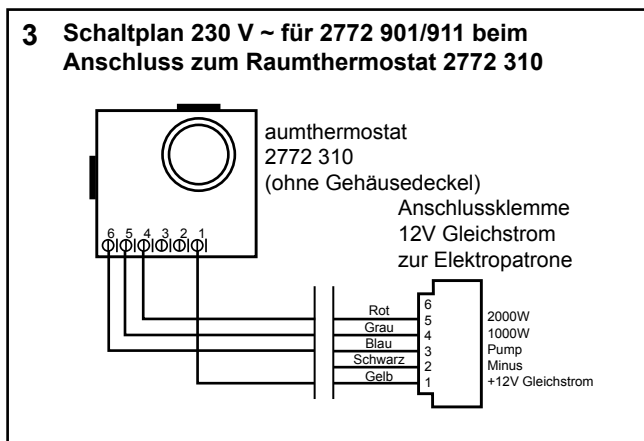 3 Schaltplan 230 V ~ für 2772 901/911 beim
Anschluss zum Raumthermostat 2772 310
aumthermostat
2772 310
(ohne Gehäusedeckel)
Anschlussklemme
12V Gleichstrom
zur Elektropatrone
6 5 4 3 2 1
6
Rot 5 2000W
Grau 4 1000W
Blau 3 Pump
Schwarz 2 Minus
Gelb 1 +12V Gleichstrom